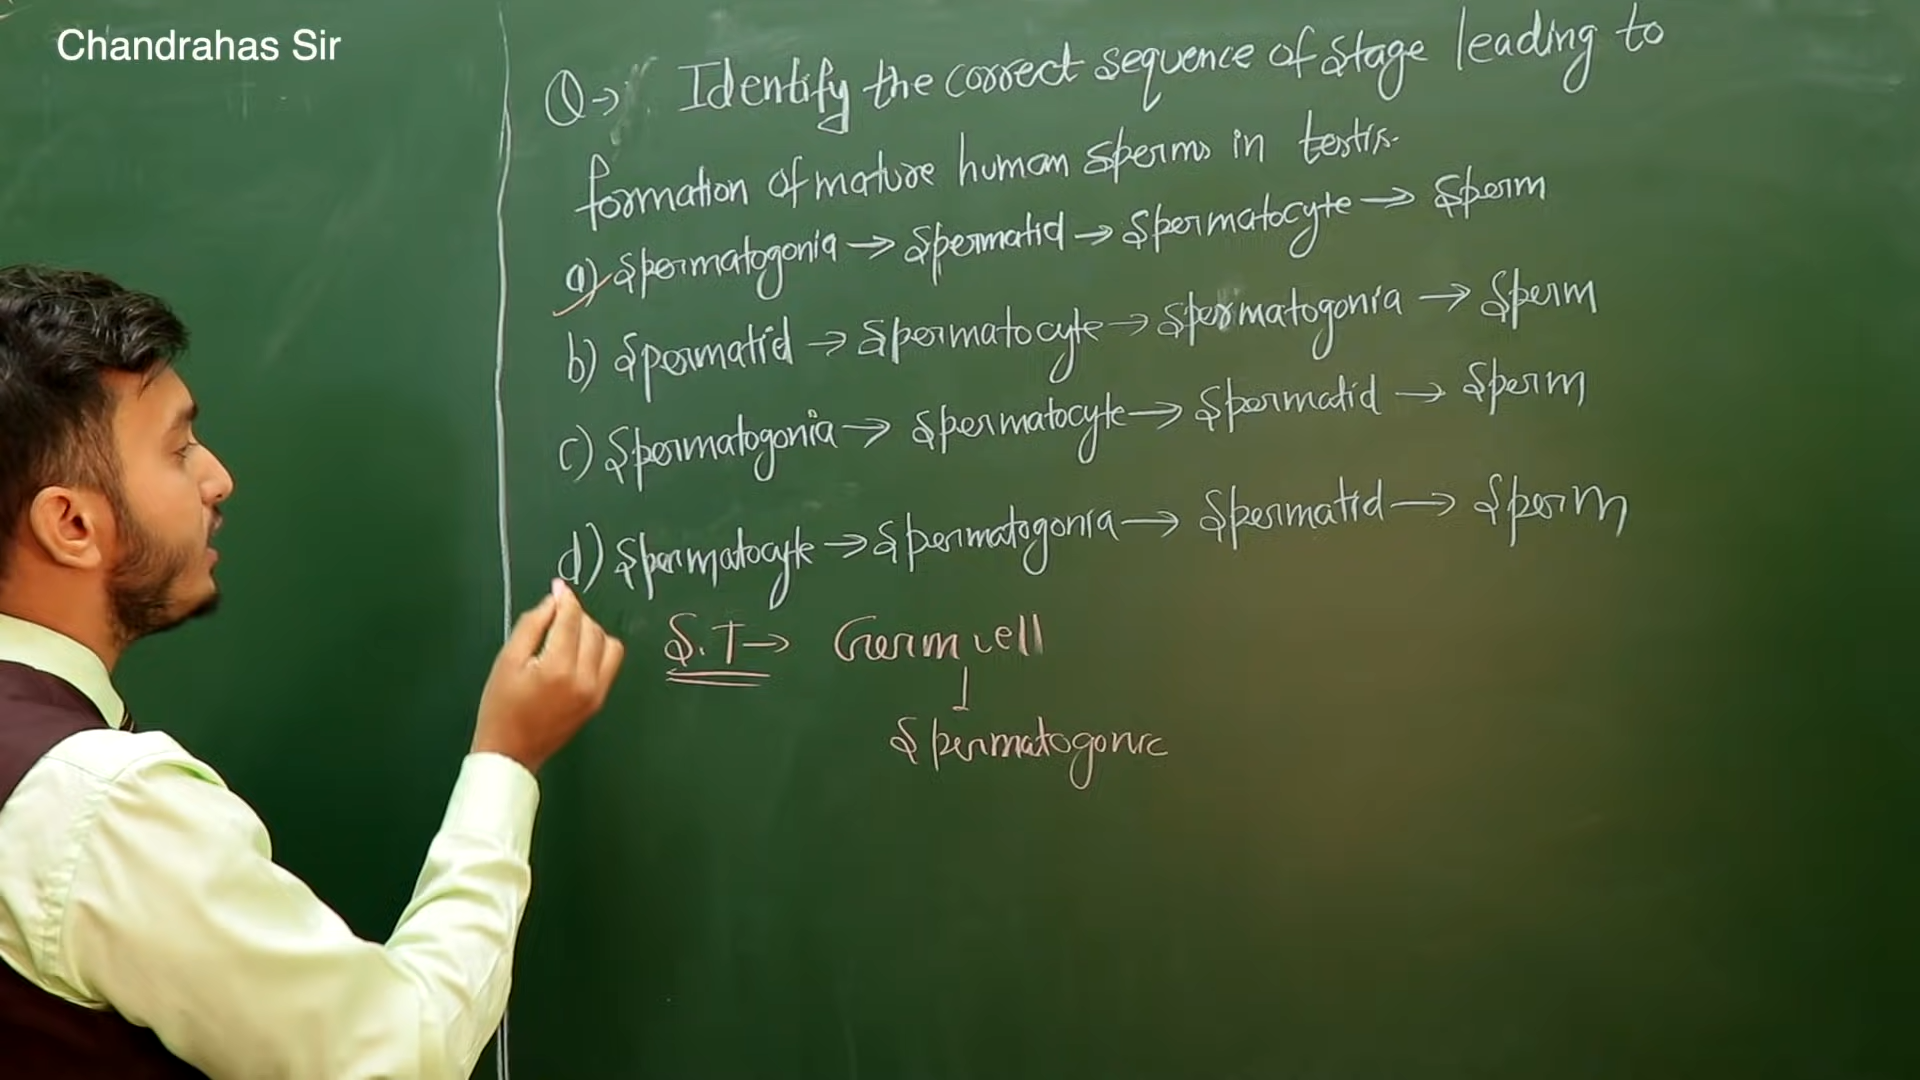 Chandrahas Sir
Q→ Identify the correct sequence of stage leading to
formation of mature human sperms in testis.
a) Spermatogonia → Spermatid → Spermatocyte → Sperm
b) Spermatid → Spermatocyte → Spermatogonia → Sperm
c) Spermatogonia → Spermatocyte → Spermatid → Sperm
d) Spermatocyte → Spermatogonia → Spermatid → Sperm
S.T → Germ cell
↓
Spermatogonic